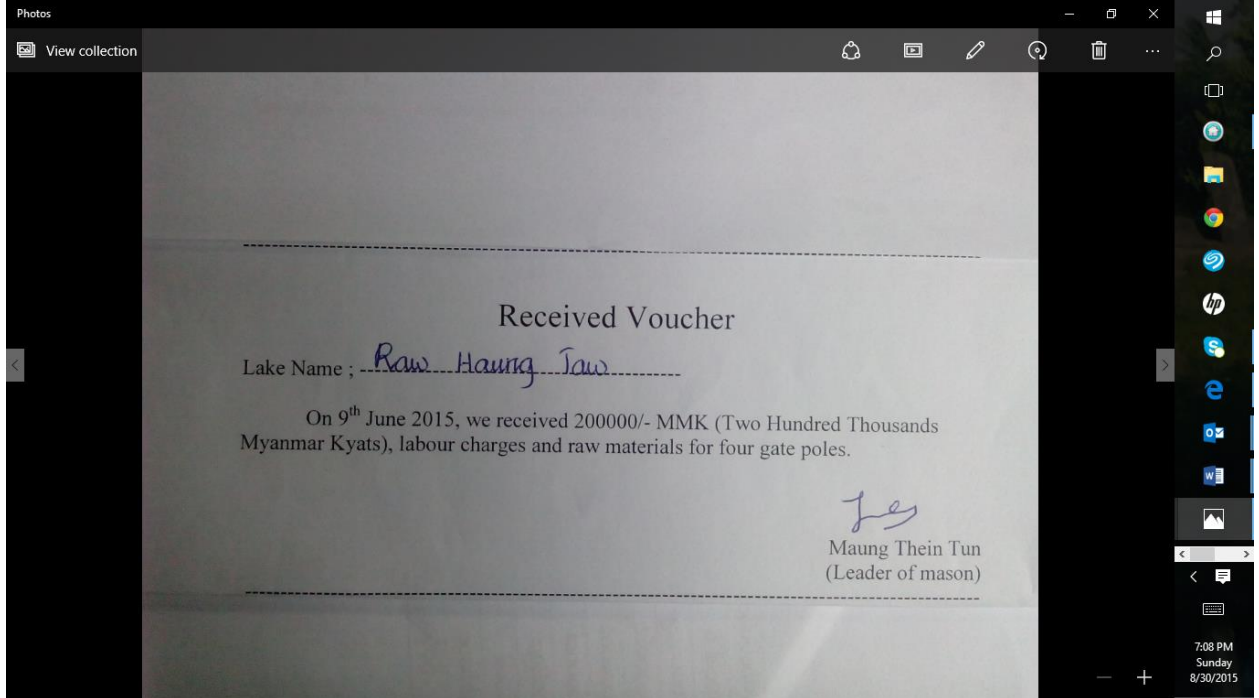 Photos
View collection
Received Voucher
Lake Name ; Raw Haung Taw
On 9th June 2015, we received 200000/- MMK (Two Hundred Thousands
Myanmar Kyats), labour charges and raw materials for four gate poles.
Maung Thein Tun
(Leader of mason)
7:08 PM
Sunday
8/30/2015